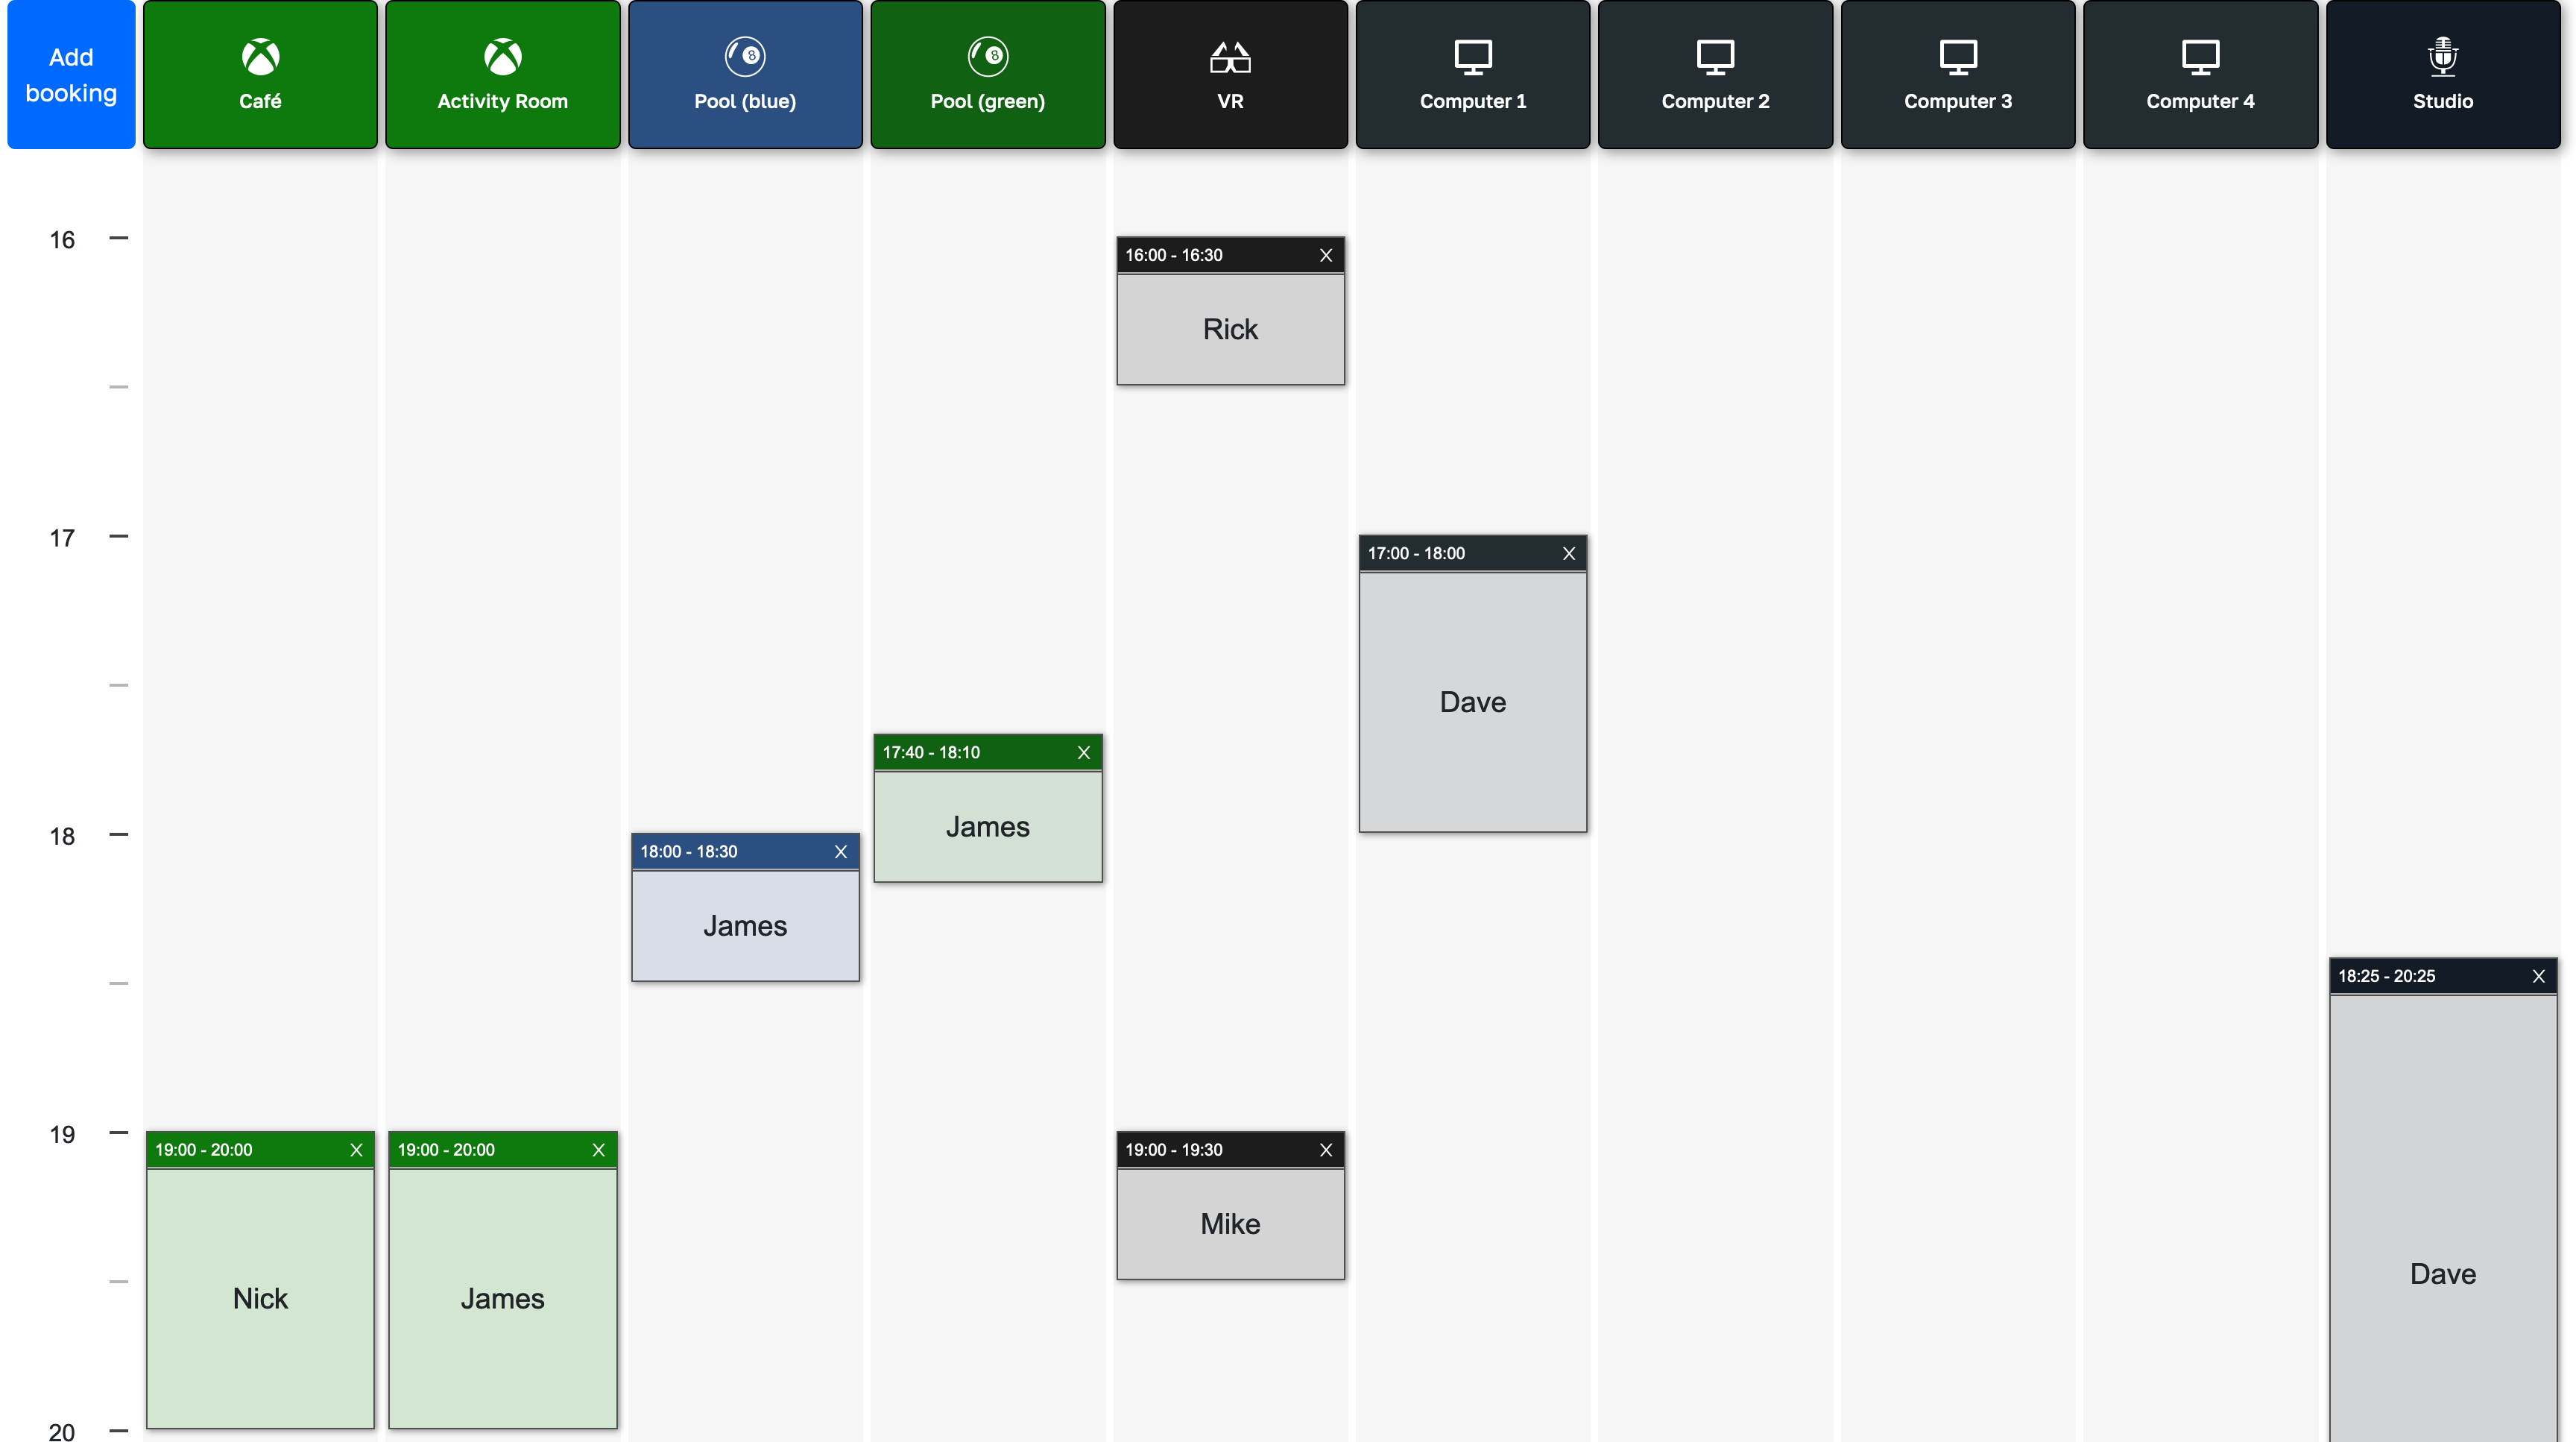 Add
booking
Café
Activity Room
8
Pool (blue)
8
Pool (green)
VR
Computer 1
Computer 2
Computer 3
Computer 4
Studio
16
16:00 - 16:30 X
Rick
17
17:00 - 18:00 X
Dave
17:40 - 18:10 X
James
18
18:00 - 18:30 X
James
18:25 - 20:25 X
Dave
19
19:00 - 20:00 X
Nick
19:00 - 20:00 X
James
19:00 - 19:30 X
Mike
20